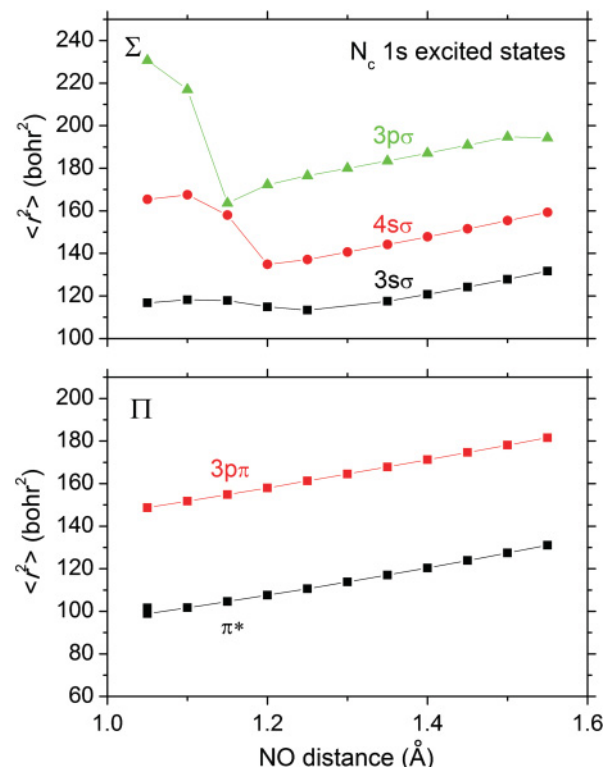 Σ
N_c 1s excited states
240
220
200
180
160
140
120
100
<r²> (bohr²)
3pσ
4sσ
3sσ
Π
200
180
160
140
120
100
80
60
<r²> (bohr²)
3pπ
π*
1.0 1.2 1.4 1.6
NO distance (Å)